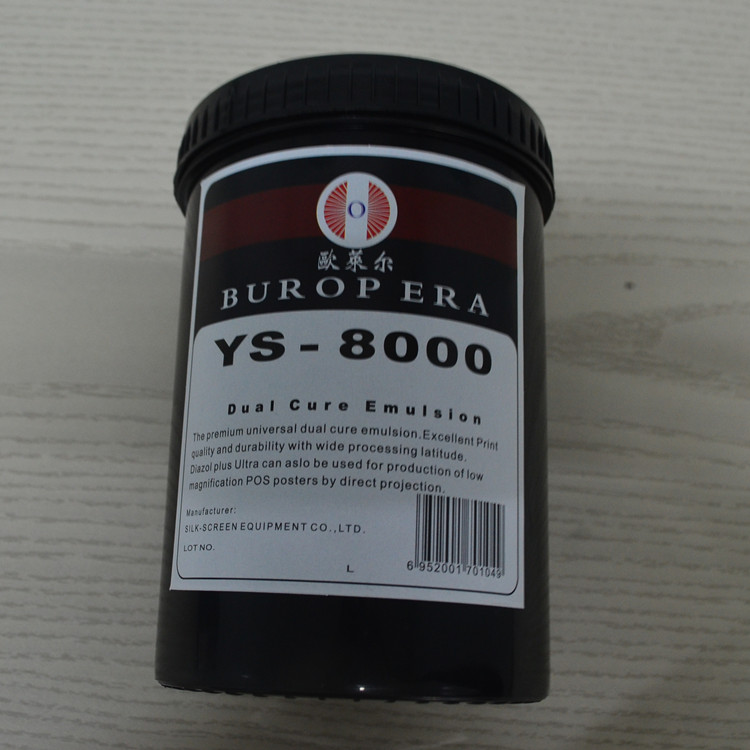 O
歐萊尔
BUROPERA
YS-8000
Dual Cure Emulsion
The premium universal dual cure emulsion.Excellent Print
quality and durability with wide processing latitude.
Diazol plus Ultra can aslo be used for production of low
magnification POS posters by direct projection.
Manufacturer:
SILK-SCREEN EQUIPMENT CO.,LTD.
LOT NO.
L
6 952001 701049